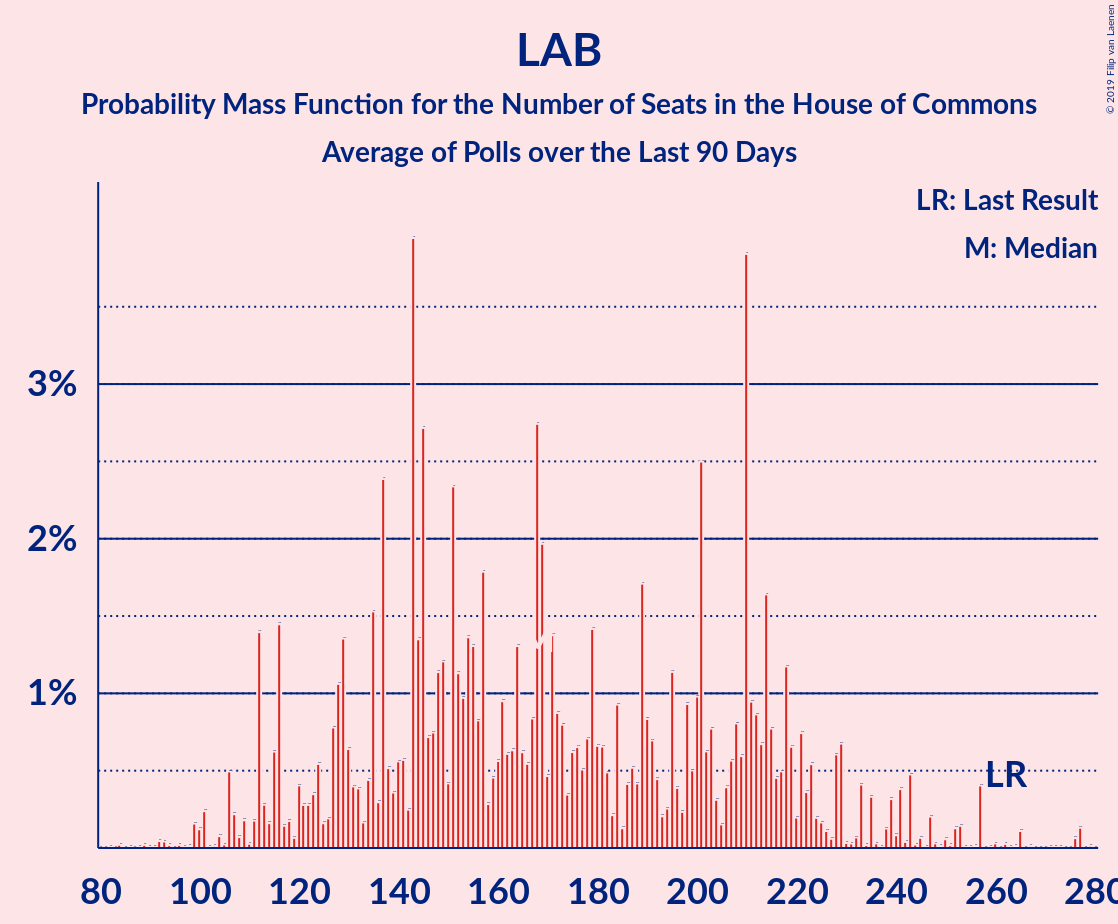 LAB
Probability Mass Function for the Number of Seats in the House of Commons
Average of Polls over the Last 90 Days
© 2019 Filip van Laenen
LR: Last Result
M: Median
3%
2%
1%
LR
80 100 120 140 160 180 200 220 240 260 280